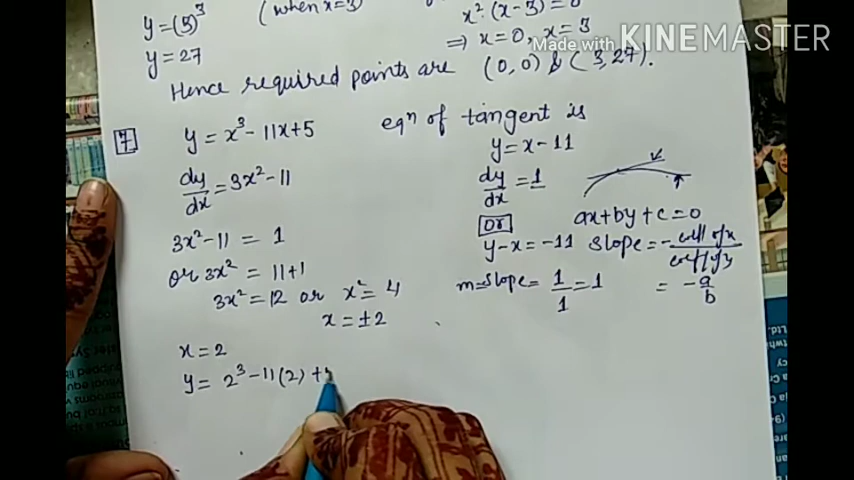 y = (3)³ (when x=3)
x²·(x-3)=0
y = 27
⇒ x=0, x=3
Made with KINEMASTER
Hence required points are (0,0) & (3,27).
7 y = x³ - 11x + 5
dy/dx = 3x² - 11
3x² - 11 = 1
or 3x² = 11+1
3x² = 12 or x² = 4
x = ±2
x = 2
y = 2³ - 11(2) +
eqⁿ of tangent is
y = x - 11
dy/dx = 1
or
ax+by+c=0
y-x = -11 slope = - coeff of x / coeff of y
m=slope = 1/1 = 1
= -a/b